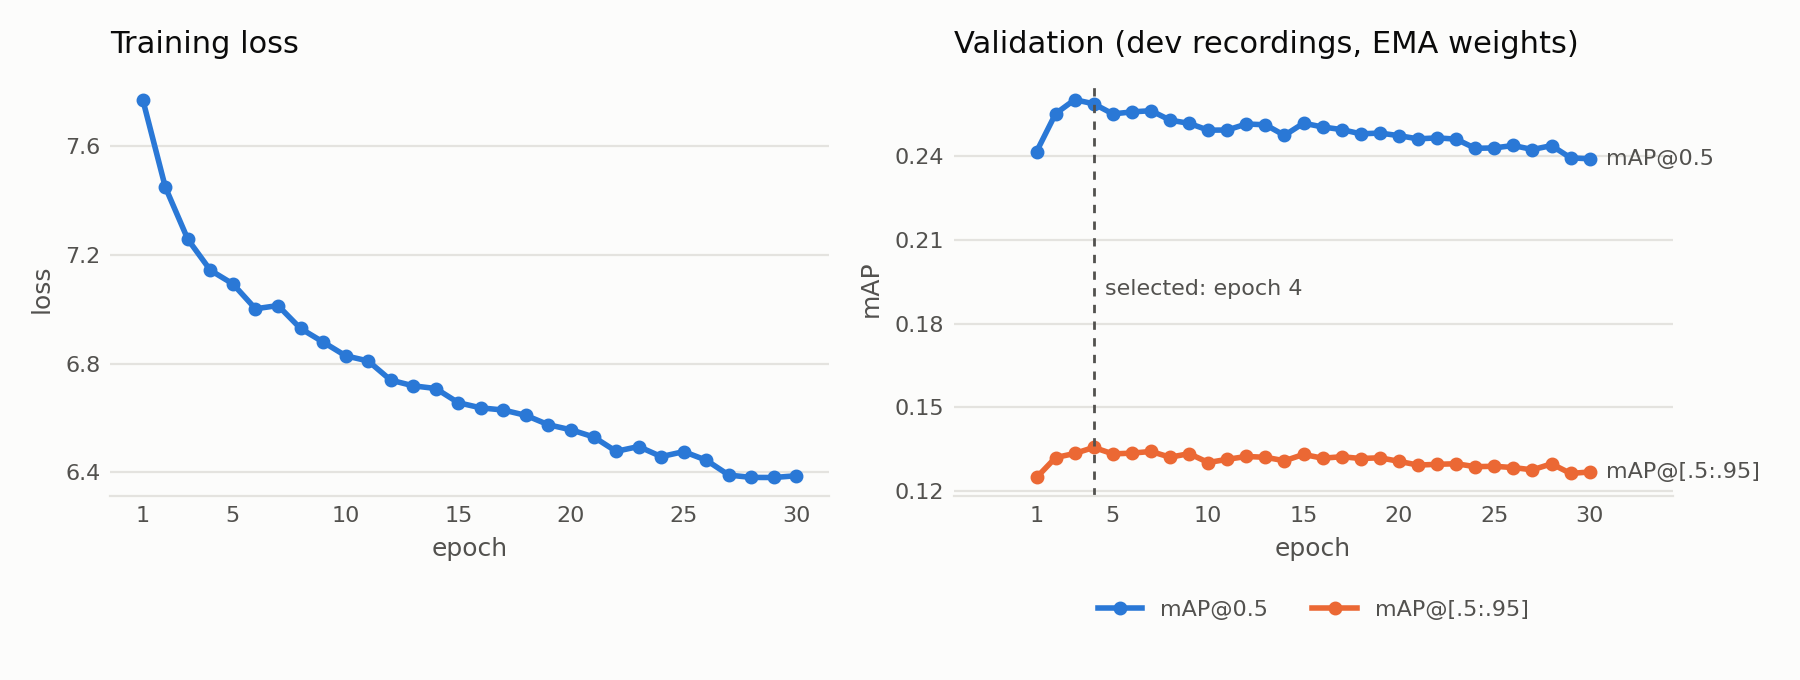 Training loss
7.6
7.2
6.8
6.4
loss
1 5 10 15 20 25 30
epoch
Validation (dev recordings, EMA weights)
0.24
0.21
0.18
0.15
0.12
mAP
mAP@0.5
selected: epoch 4
mAP@[.5:.95]
1 5 10 15 20 25 30
epoch
mAP@0.5 mAP@[.5:.95]